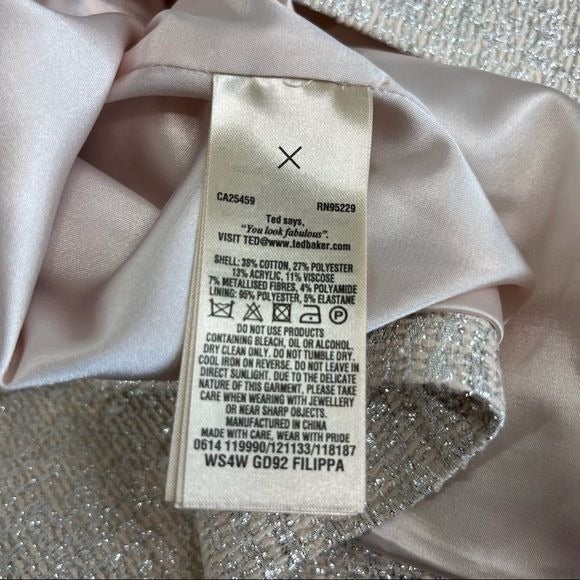 CA25459 RN95229
Ted says,
"You look fabulous".
VISIT TED@www.tedbaker.com
SHELL: 38% COTTON, 27% POLYESTER
13% ACRYLIC, 11% VISCOSE
7% METALLISED FIBRES, 4% POLYAMIDE
LINING: 95% POLYESTER, 5% ELASTANE
P
DO NOT USE PRODUCTS
CONTAINING BLEACH, OIL OR ALCOHOL.
DRY CLEAN ONLY. DO NOT TUMBLE DRY.
COOL IRON ON REVERSE. DO NOT LEAVE IN
DIRECT SUNLIGHT. DUE TO THE DELICATE
NATURE OF THIS GARMENT, PLEASE TAKE
CARE WHEN WEARING WITH JEWELLERY
OR NEAR SHARP OBJECTS.
MANUFACTURED IN CHINA
MADE WITH CARE, WEAR WITH PRIDE
0614 119990/121133/118187
WS4W GD92 FILIPPA